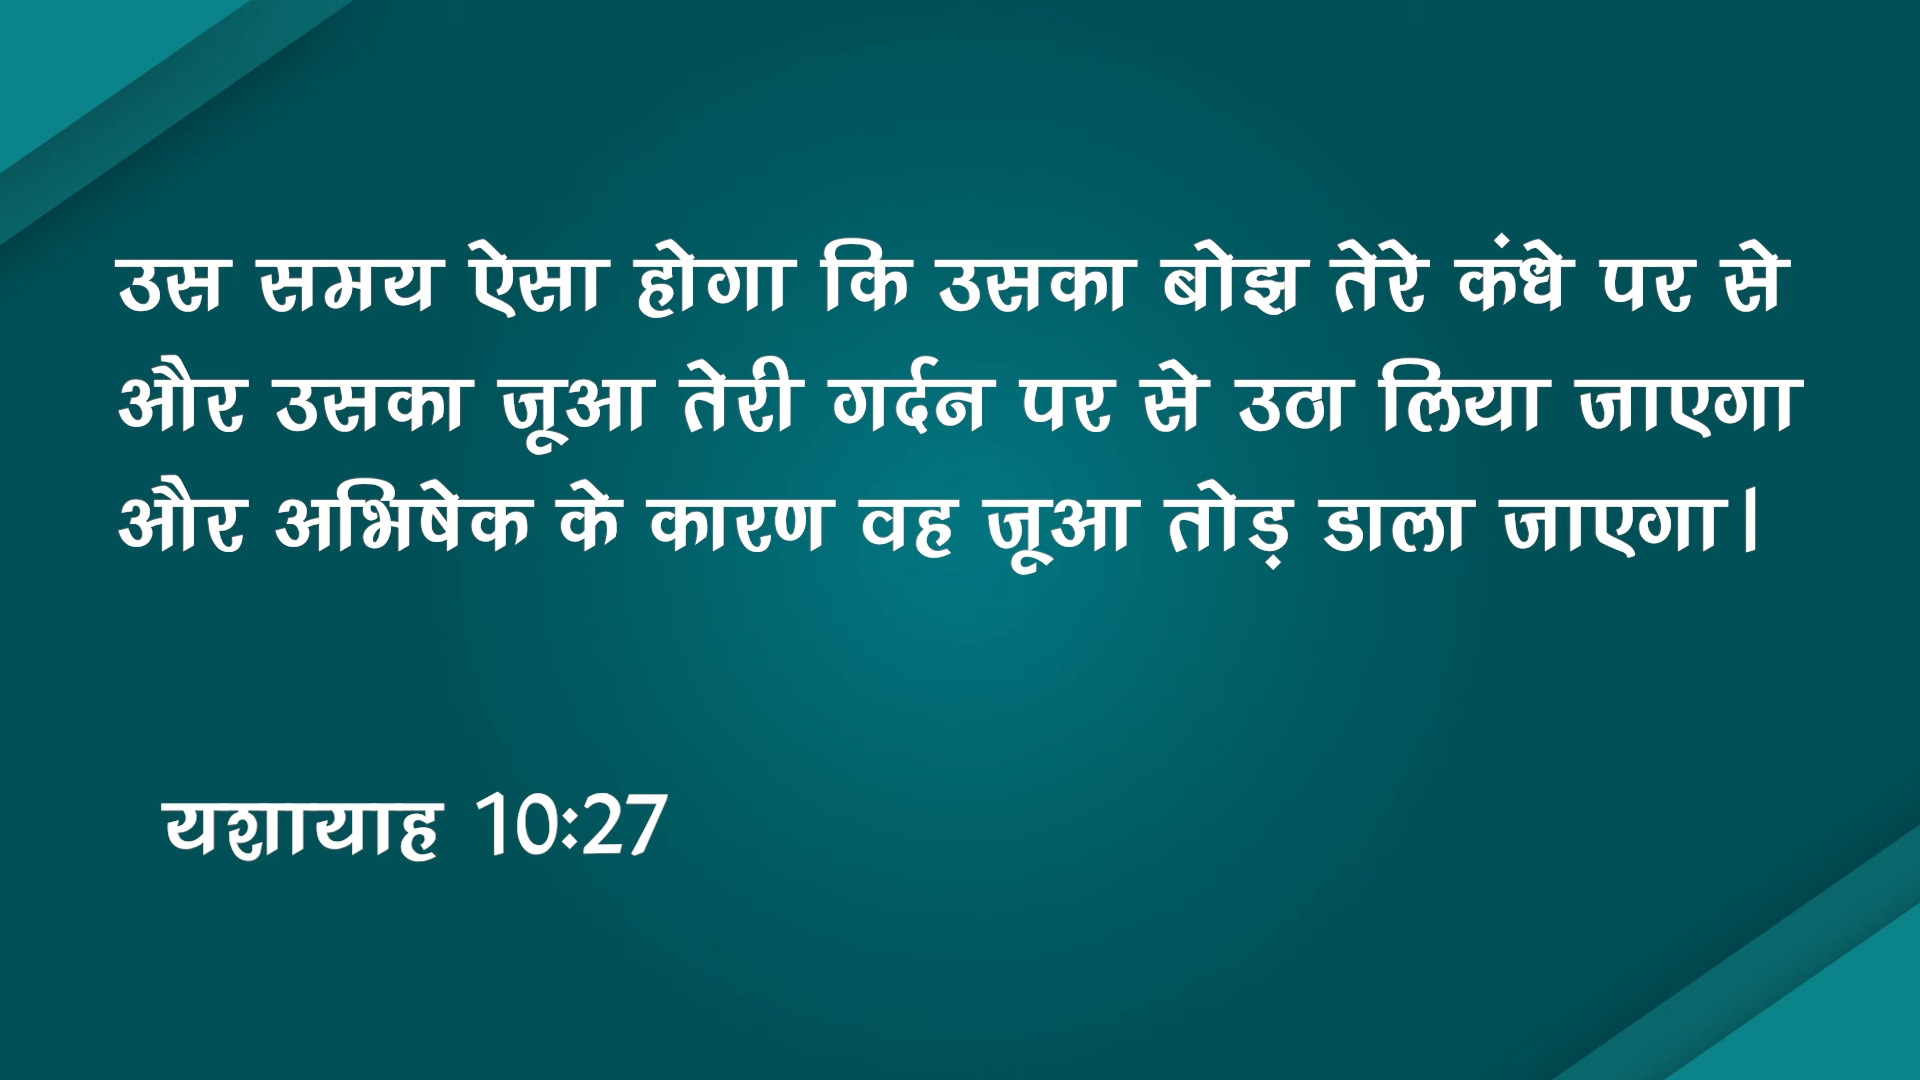 उस समय ऐसा होगा कि उसका बोझ तेरे कंधे पर से
और उसका जूआ तेरी गर्दन पर से उठा लिया जाएगा
और अभिषेक के कारण वह जूआ तोड़ डाला जाएगा।
यशायाह 10:27